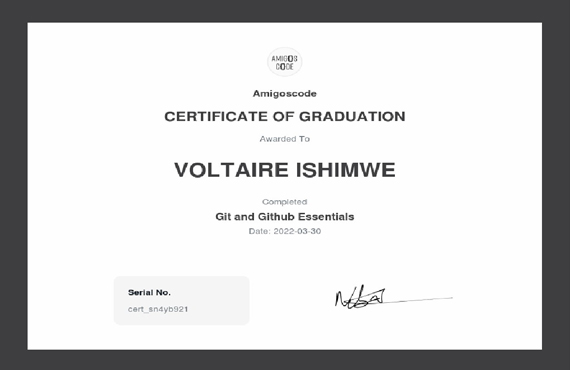 AMIGOS
CODE
Amigoscode
CERTIFICATE OF GRADUATION
Awarded To
VOLTAIRE ISHIMWE
Completed
Git and Github Essentials
Date: 2022-03-30
Serial No.
cert_sn4yb921